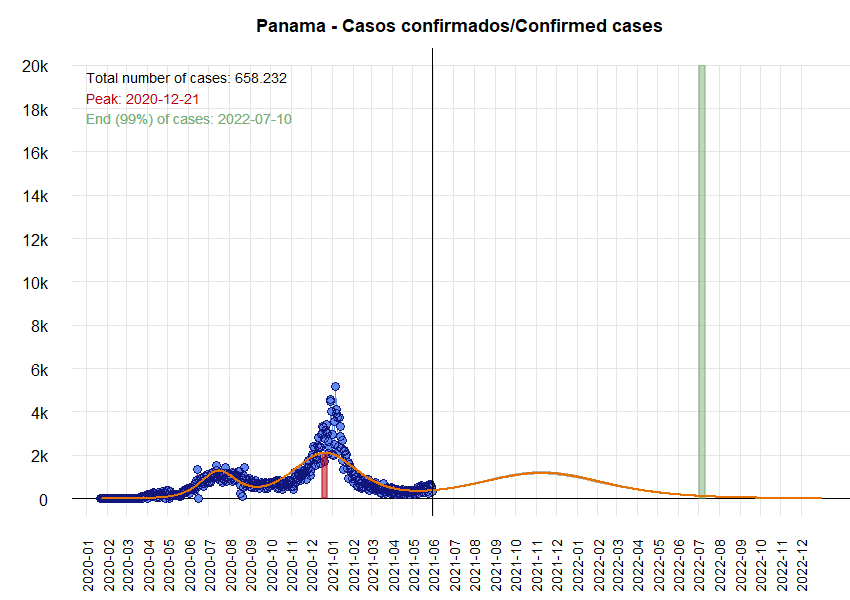 Panama - Casos confirmados/Confirmed cases
20k
18k
16k
14k
12k
10k
8k
6k
4k
2k
0
Total number of cases: 658.232
Peak: 2020-12-21
End (99%) of cases: 2022-07-10
2020-01
2020-02
2020-03
2020-04
2020-05
2020-06
2020-07
2020-08
2020-09
2020-10
2020-11
2020-12
2021-01
2021-02
2021-03
2021-04
2021-05
2021-06
2021-07
2021-08
2021-09
2021-10
2021-11
2021-12
2022-01
2022-02
2022-03
2022-04
2022-05
2022-06
2022-07
2022-08
2022-09
2022-10
2022-11
2022-12